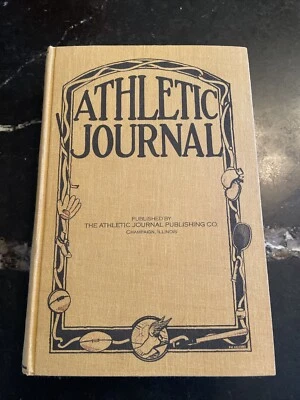 ATHLETIC
JOURNAL
PUBLISHED BY
THE ATHLETIC JOURNAL PUBLISHING CO.
CHAMPAIGN, ILLINOIS